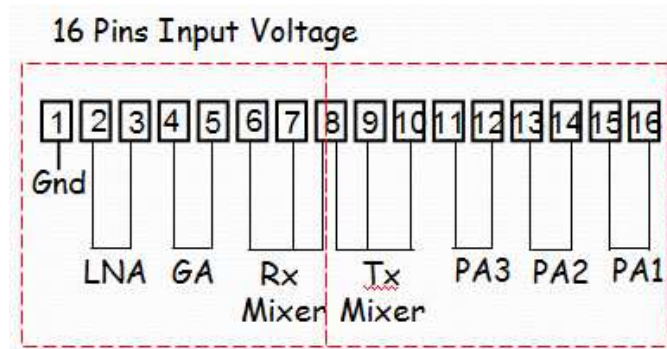 16 Pins Input Voltage
1 2 3 4 5 6 7 8 9 10 11 12 13 14 15 16
Gnd
LNA GA Rx Mixer Tx Mixer PA3 PA2 PA1